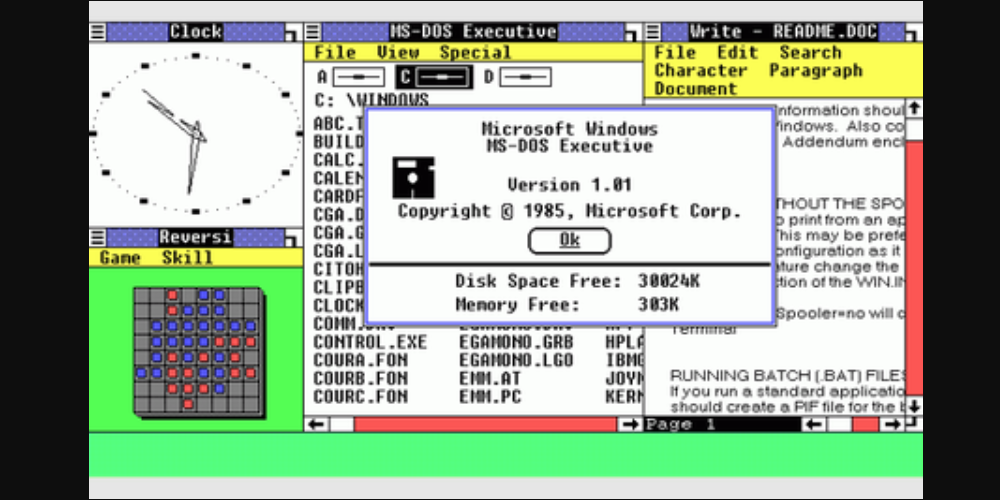 Clock
Reversi
Game Skill
MS-DOS Executive
File View Special
A C D
C: \WINDOWS
ABC.T
BUILD
CALC.
CALEN
CARDF
CGA.D
CGA.G
CGA.L
CITOH
CLIPB
CLOCK
CONTROL.EXE EGAMONO.GRB HPLA
COURA.FON EGAMONO.LGO IBMG
COURB.FON EMM.AT JOYN
COURC.FON EMM.PC KERN
Microsoft Windows
MS-DOS Executive
Version 1.01
Copyright © 1985, Microsoft Corp.
Ok
Disk Space Free: 30024K
Memory Free: 303K
Write - README.DOC
File Edit Search
Character Paragraph
Document
nformation shoul
indows. Also co
Addendum encl
THOUT THE SPO
o print from an ap
This may be prefe
onfiguration as it
ature change the
tion of the WIN.IN
Spooler=no will c
Terminal
RUNNING BATCH (.BAT) FILES
If you run a standard applicatio
should create a PIF file for the b
Page 1